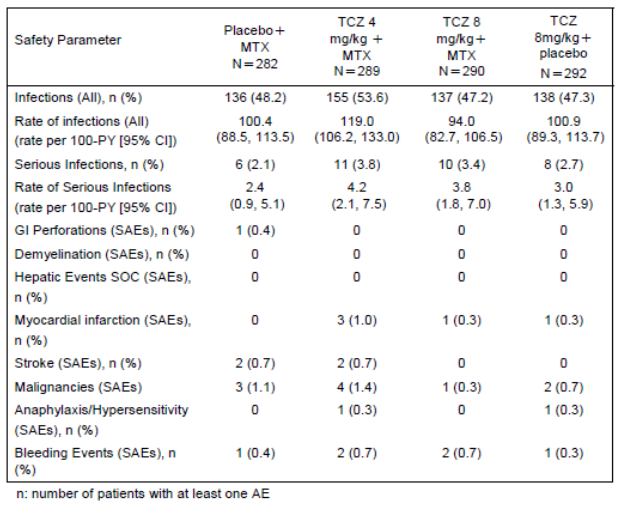 Safety Parameter Placebo+ MTX N=282 TCZ 4 mg/kg + MTX N=289 TCZ 8 mg/kg+ MTX N=290 TCZ 8mg/kg+ placebo N=292
Infections (All), n (%) 136 (48.2) 155 (53.6) 137 (47.2) 138 (47.3)
Rate of infections (All) 100.4 119.0 94.0 100.9
(rate per 100-PY [95% CI]) (88.5, 113.5) (106.2, 133.0) (82.7, 106.5) (89.3, 113.7)
Serious Infections, n (%) 6 (2.1) 11 (3.8) 10 (3.4) 8 (2.7)
Rate of Serious Infections 2.4 4.2 3.8 3.0
(rate per 100-PY [95% CI]) (0.9, 5.1) (2.1, 7.5) (1.8, 7.0) (1.3, 5.9)
GI Perforations (SAEs), n (%) 1 (0.4) 0 0 0
Demyelination (SAEs), n (%) 0 0 0 0
Hepatic Events SOC (SAEs), 0 0 0 0
n (%)
Myocardial infarction (SAEs), 0 3 (1.0) 1 (0.3) 1 (0.3)
n (%)
Stroke (SAEs), n (%) 2 (0.7) 2 (0.7) 0 0
Malignancies (SAEs) 3 (1.1) 4 (1.4) 1 (0.3) 2 (0.7)
Anaphylaxis/Hypersensitivity 0 1 (0.3) 0 1 (0.3)
(SAEs), n (%)
Bleeding Events (SAEs), n 1 (0.4) 2 (0.7) 2 (0.7) 1 (0.3)
(%)
n: number of patients with at least one AE